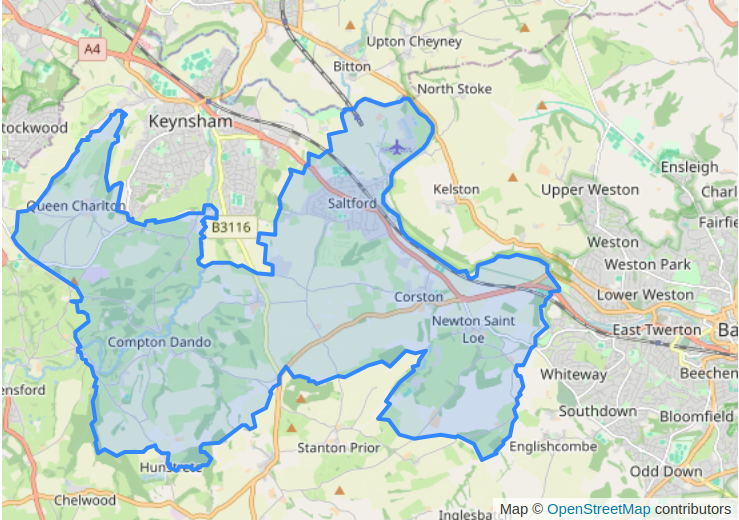 A4
Upton Cheyney
Bitton
North Stoke
Keynsham
tockwood
Ensleigh
Kelston
Upper Weston
Charl
Queen Charlton
Saltford
Fairfie
B3116
Weston
Weston Park
Corston
Lower Weston
Newton Saint
Loe
East Twerton
Ba
Compton Dando
Whiteway
Beechen
ensford
Southdown
Bloomfield
Stanton Prior
Englishcombe
Hunstrete
Odd Down
Chelwood
Inglesbatch
Map © OpenStreetMap contributors